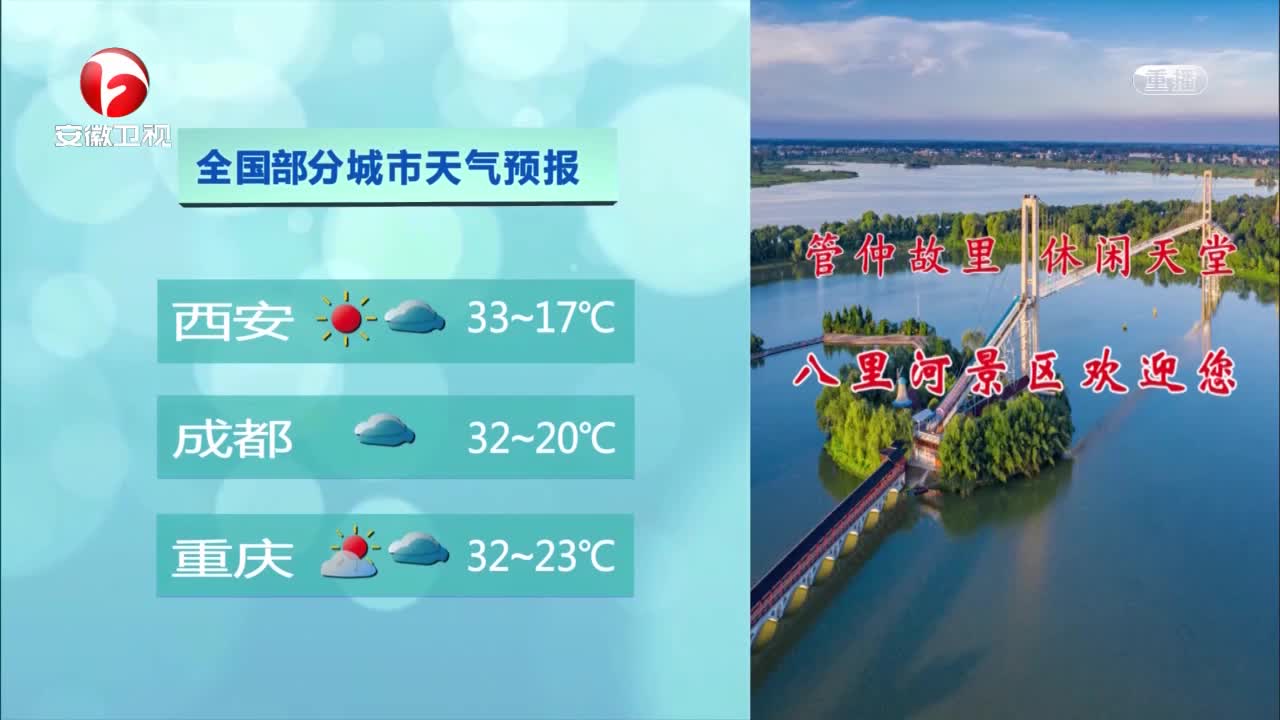 安徽卫视
全国部分城市天气预报
西安 33~17℃
成都 32~20℃
重庆 32~23℃
重播
管仲故里 休闲天堂
八里河景区欢迎您